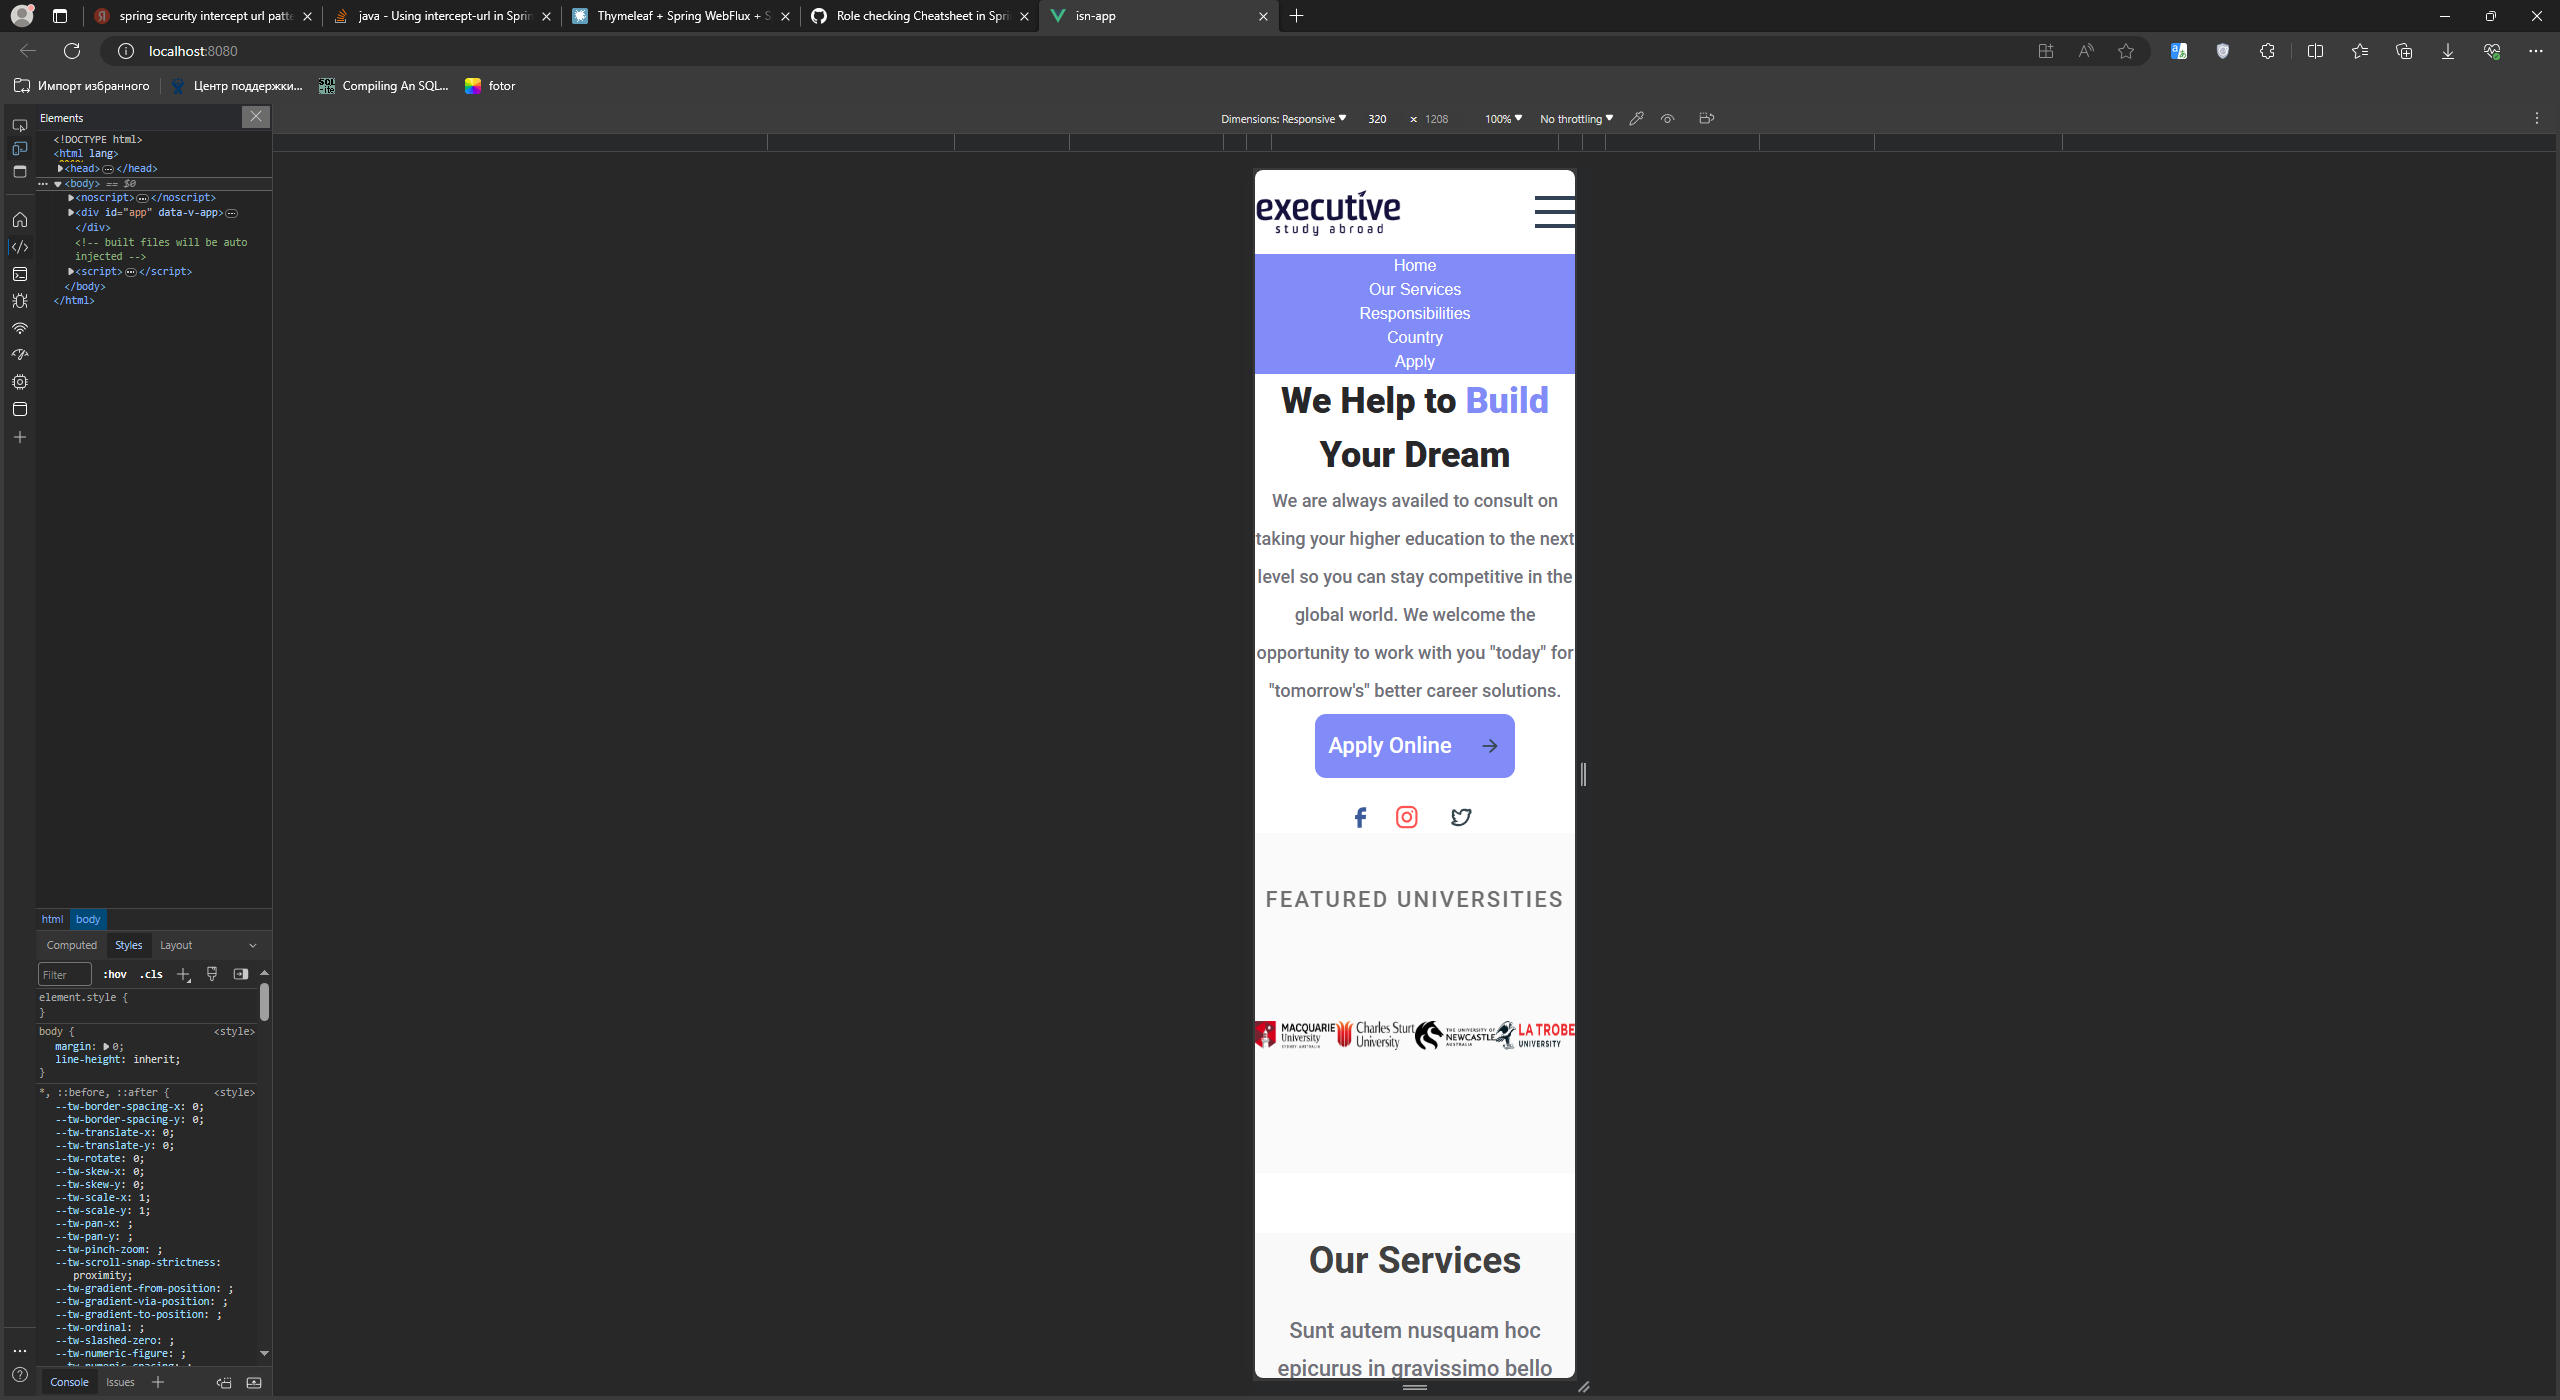 spring security intercept url patte
java - Using intercept-url in Sprin
Thymeleaf + Spring WebFlux + S
Role checking Cheatsheet in Spri
isn-app
localhost:8080
Импорт избранного
Центр поддержки...
Compiling An SQL...
fotor
Elements
<!DOCTYPE html>
<html lang>
<head></head>
<body> == $0
<noscript></noscript>
<div id="app" data-v-app>
</div>
<!-- built files will be auto
injected -->
<script></script>
</body>
</html>
html body
Computed Styles Layout
Filter :hov .cls
element.style {
}
body { <style>
margin: 0;
line-height: inherit;
}
*, ::before, ::after { <style>
--tw-border-spacing-x: 0;
--tw-border-spacing-y: 0;
--tw-translate-x: 0;
--tw-translate-y: 0;
--tw-rotate: 0;
--tw-skew-x: 0;
--tw-skew-y: 0;
--tw-scale-x: 1;
--tw-scale-y: 1;
--tw-pan-x: ;
--tw-pan-y: ;
--tw-pinch-zoom: ;
--tw-scroll-snap-strictness:
proximity;
--tw-gradient-from-position: ;
--tw-gradient-via-position: ;
--tw-gradient-to-position: ;
--tw-ordinal: ;
--tw-slashed-zero: ;
--tw-numeric-figure: ;
--tw-numeric-spacing: ;
Console Issues
Dimensions: Responsive 320 × 1208 100% No throttling
executive
study abroad
Home
Our Services
Responsibilities
Country
Apply
We Help to Build
Your Dream
We are always availed to consult on
taking your higher education to the next
level so you can stay competitive in the
global world. We welcome the
opportunity to work with you "today" for
"tomorrow's" better career solutions.
Apply Online
FEATURED UNIVERSITIES
MACQUARIE
University
SYDNEY·AUSTRALIA
Charles Sturt
University
THE UNIVERSITY OF
NEWCASTLE
AUSTRALIA
LA TROBE
UNIVERSITY
Our Services
Sunt autem nusquam hoc
epicurus in gravissimo bello